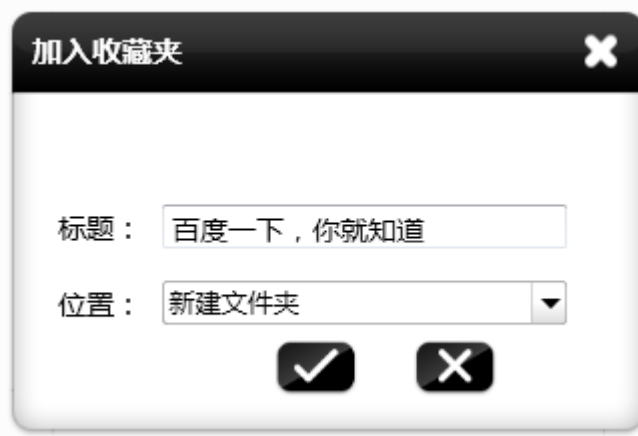 加入收藏夹
标题：
百度一下，你就知道
位置：
新建文件夹